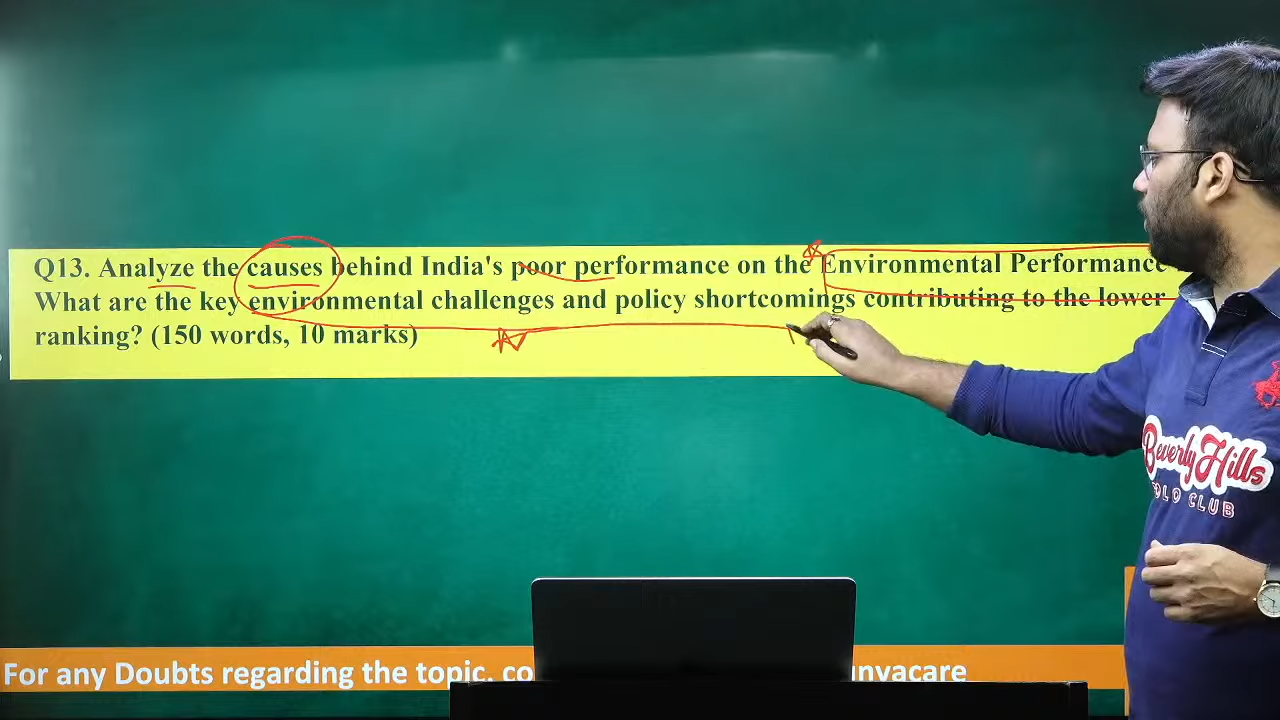 Q13. Analyze the causes behind India's poor performance on the Environmental Performance
What are the key environmental challenges and policy shortcomings contributing to the lower
ranking? (150 words, 10 marks)
Beverly Hills
POLO CLUB
For any Doubts regarding the topic, co